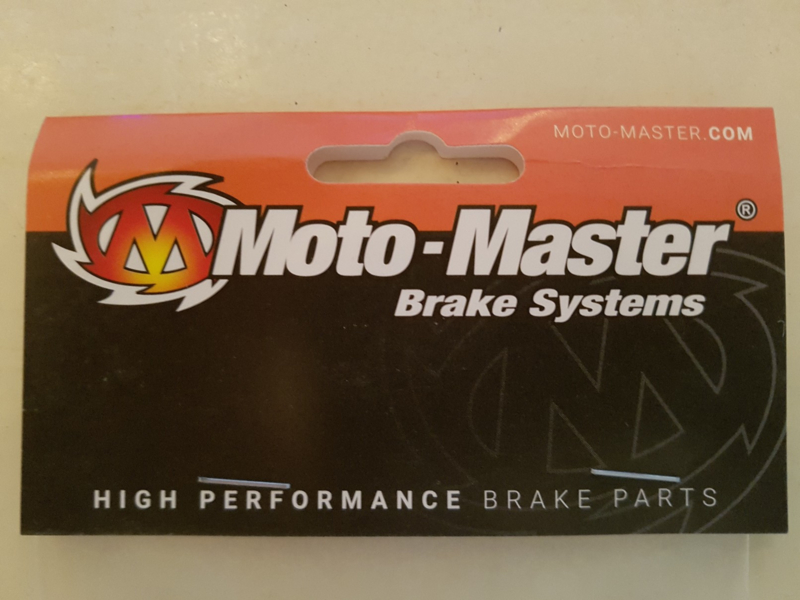 MOTO-MASTER.COM
Moto-Master®
Brake Systems
HIGH PERFORMANCE BRAKE PARTS